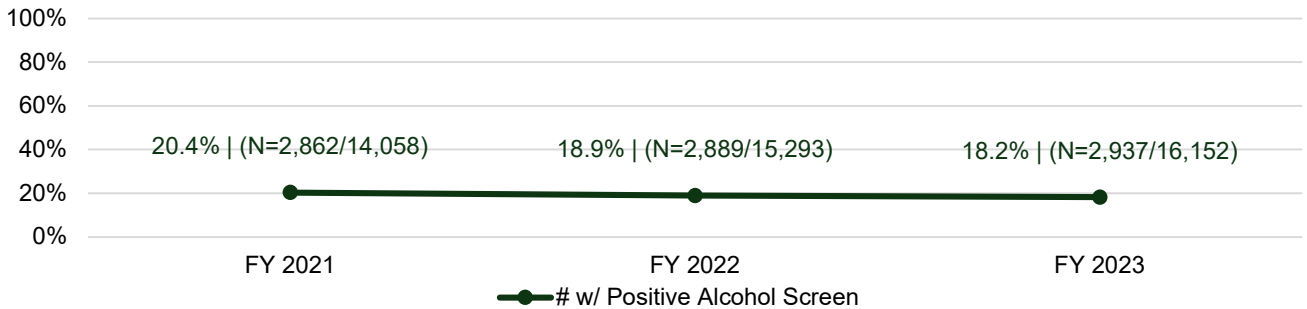 100%
80%
60%
40%
20%
0%
20.4% | (N=2,862/14,058)
18.9% | (N=2,889/15,293)
18.2% | (N=2,937/16,152)
FY 2021
FY 2022
FY 2023
# w/ Positive Alcohol Screen